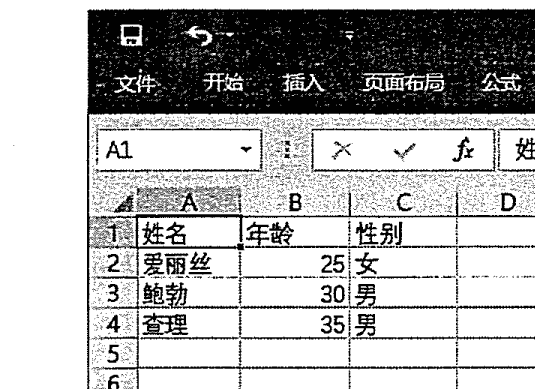 文件 开始 插入 页面布局 公式
A1 fx 姓
A B C D
1 姓名 年龄 性别
2 爱丽丝 25 女
3 鲍勃 30 男
4 查理 35 男
5
6